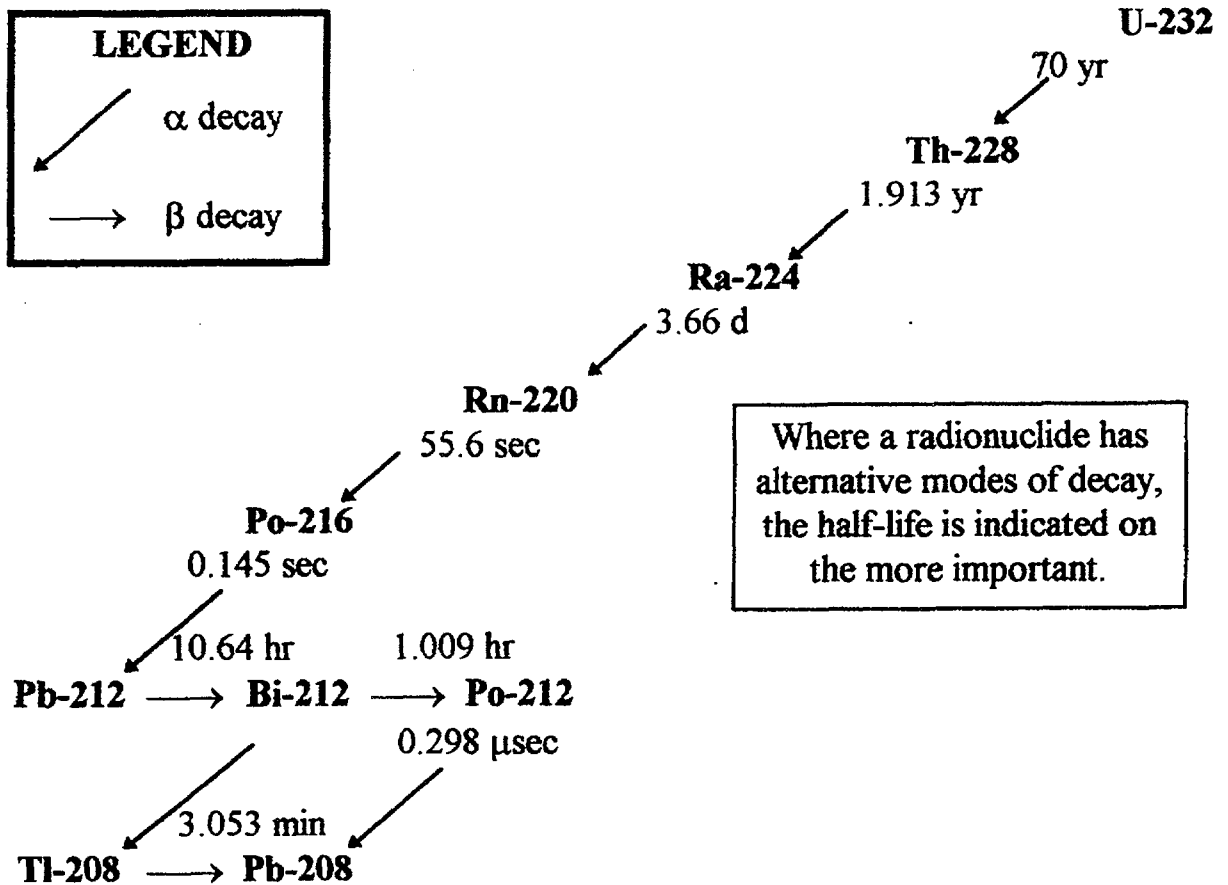 LEGEND
α decay
β decay
U-232
70 yr
Th-228
1.913 yr
Ra-224
3.66 d
Rn-220
55.6 sec
Where a radionuclide has
alternative modes of decay,
the half-life is indicated on
the more important.
Po-216
0.145 sec
10.64 hr
1.009 hr
Pb-212
Bi-212
Po-212
0.298 μsec
3.053 min
Tl-208
Pb-208